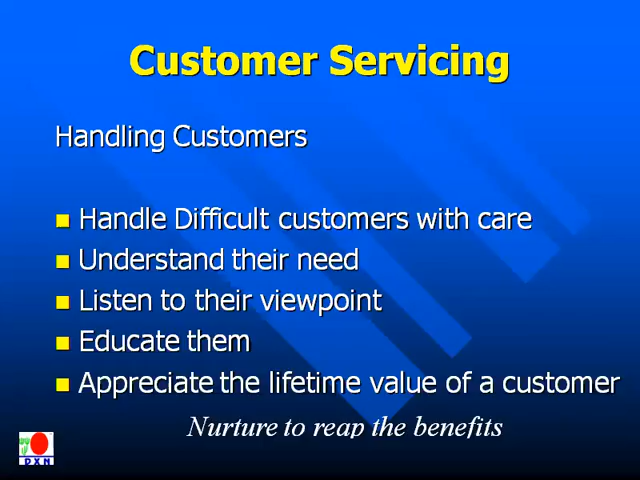 Customer Servicing
Handling Customers
Handle Difficult customers with care
Understand their need
Listen to their viewpoint
Educate them
Appreciate the lifetime value of a customer
Nurture to reap the benefits
DXN